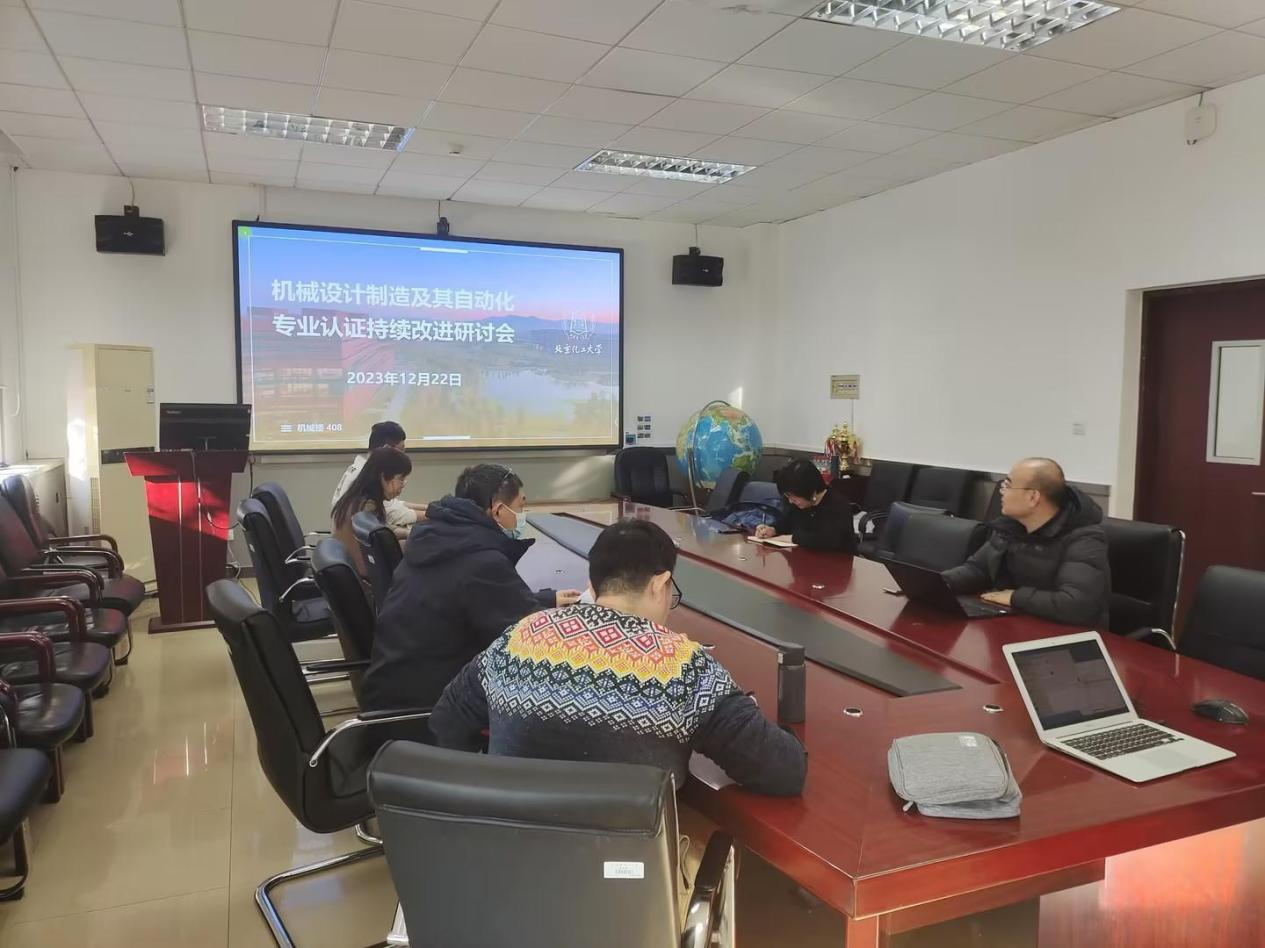 机械设计制造及其自动化
专业认证持续改进研讨会
北京化工大学
2023年12月22日
机械楼 408